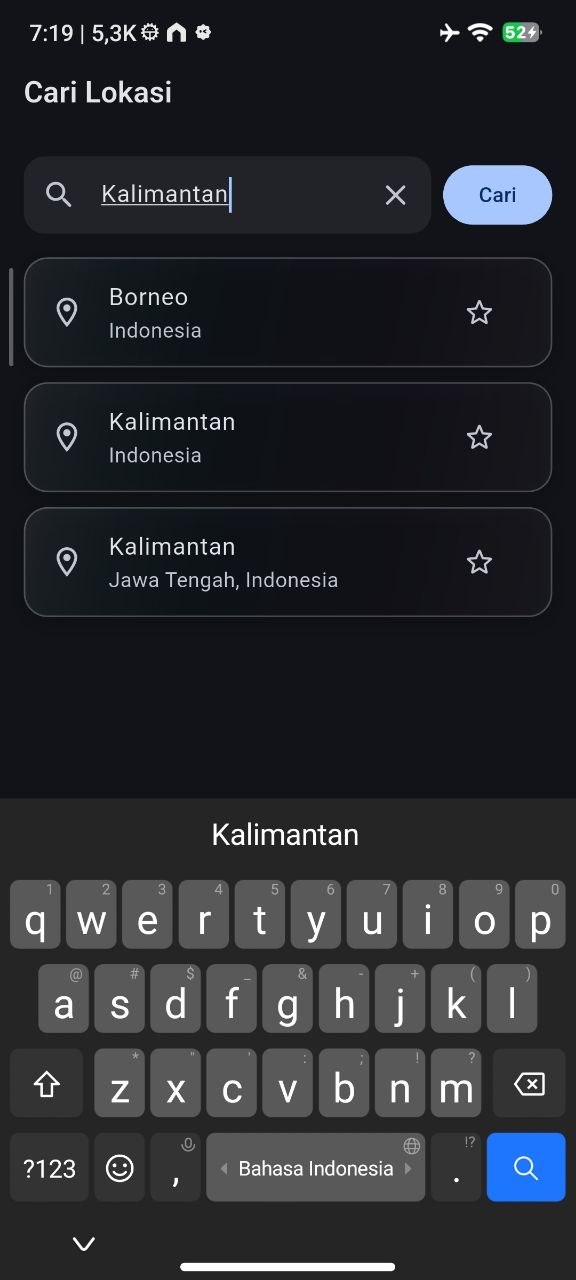 7:19 | 5,3K
52
Cari Lokasi
Kalimantan
Cari
Borneo
Indonesia
Kalimantan
Indonesia
Kalimantan
Jawa Tengah, Indonesia
Kalimantan
1 2 3 4 5 6 7 8 9 0
q w e r t y u i o p
@ # $ _ & - + ( )
a s d f g h j k l
* " ' : ; ! ?
z x c v b n m
!?
?123 , Bahasa Indonesia .